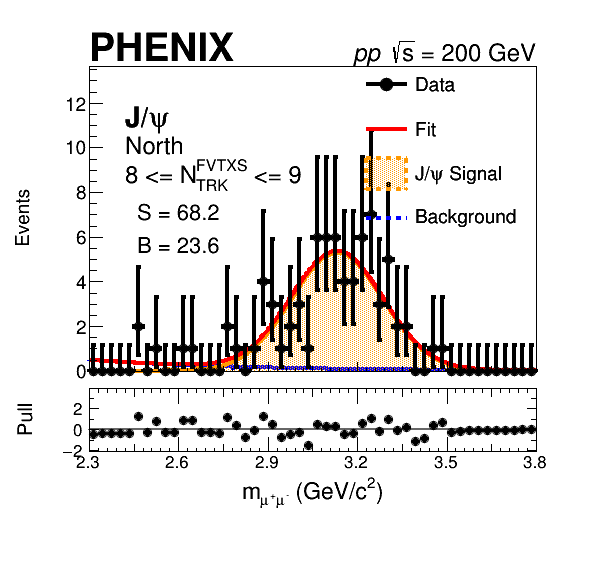 PHENIX
pp √s = 200 GeV
J/ψ
North
8 <= N_TRK^FVTXS <= 9
S = 68.2
B = 23.6
Data
Fit
J/ψ Signal
Background
Events
12
10
8
6
4
2
0
Pull
2
0
−2
2.3 2.6 2.9 3.2 3.5 3.8
m_μ⁺μ⁻ (GeV/c²)